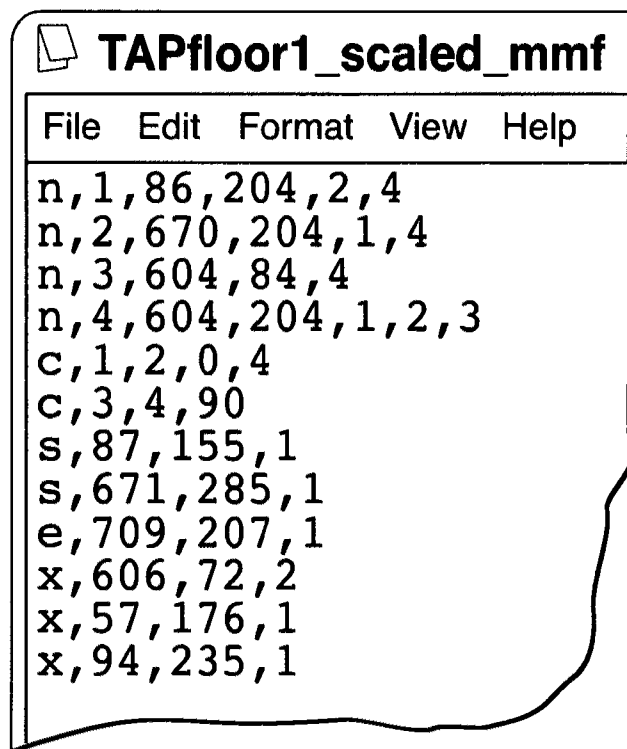 TAPfloor1_scaled_mmf
File Edit Format View Help
n,1,86,204,2,4
n,2,670,204,1,4
n,3,604,84,4
n,4,604,204,1,2,3
c,1,2,0,4
c,3,4,90
s,87,155,1
s,671,285,1
e,709,207,1
x,606,72,2
x,57,176,1
x,94,235,1